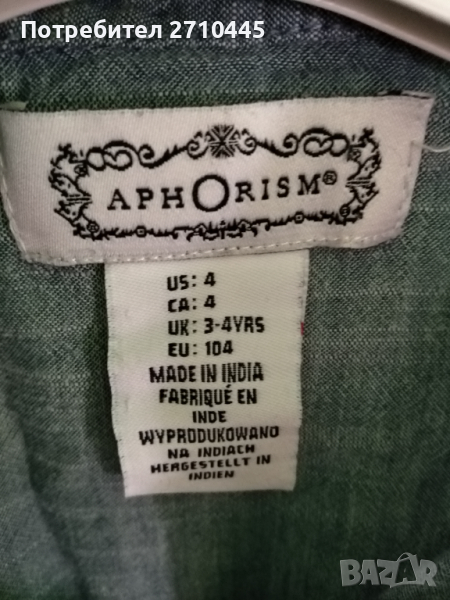 Потребител 2710445
APHORISM®
US: 4
CA: 4
UK: 3-4YRS
EU: 104
MADE IN INDIA
FABRIQUÉ EN
INDE
WYPRODUKOWANO
NA INDIACH
HERGESTELLT IN
INDIEN
BAZAR